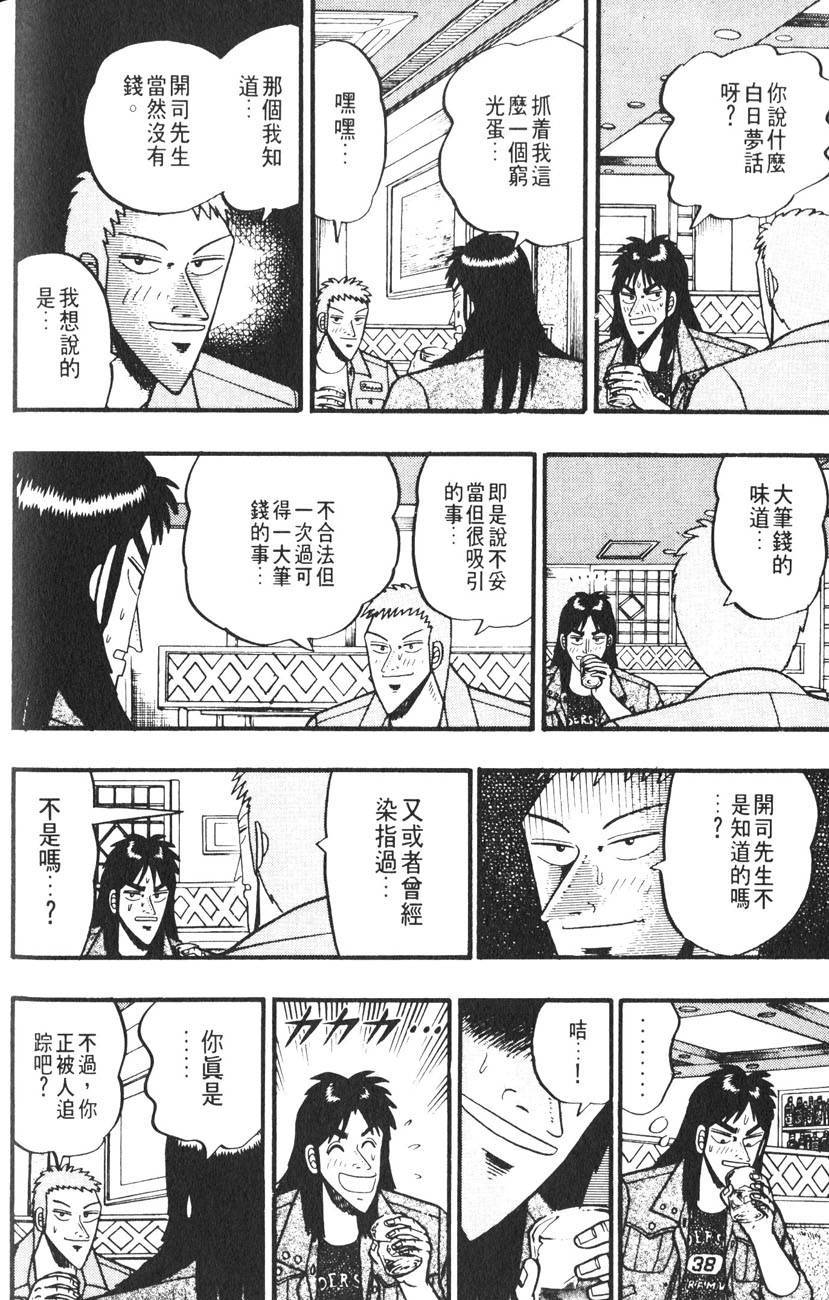 你說什麼
白日夢話
呀？
抓着我這
麼一個窮
光蛋…
嘿嘿…
那個我知
道…
開司先生
當然沒有
錢。
我想說的
是…
大筆錢的
味道…
即是說不妥
當但很吸引
的事…
不合法但
一次過可
得一大筆
錢的事…
DERS
開司先生不
是知道的嗎
…？
又或者曾經
染指過…
不是嗎…？
……
DERS
38
咭…！
カカカカ…
DERS
你真是
……
不過，你
正被人追
踪吧？